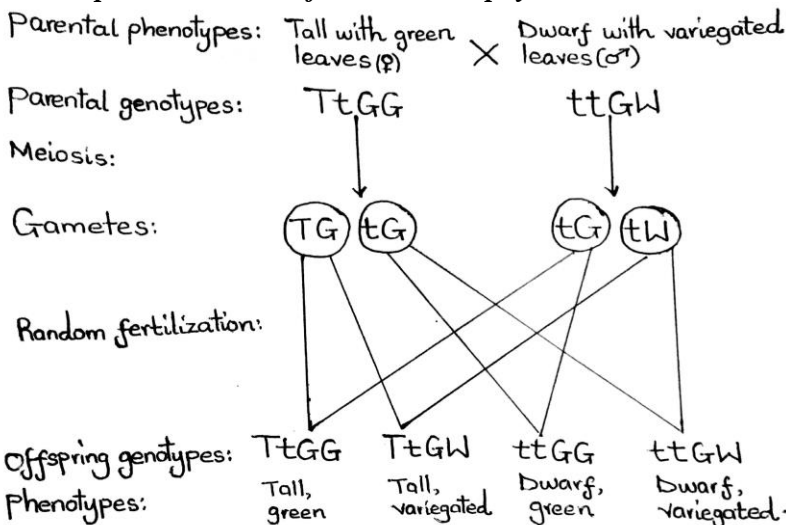 Parental phenotypes: Tall with green leaves (♀) × Dwarf with variegated leaves (♂)
Parental genotypes: TtGG ttGW
Meiosis:
Gametes: TG tG tG tW
Random fertilization:
Offspring genotypes: TtGG TtGW ttGG ttGW
Phenotypes: Tall, green Tall, variegated Dwarf, green Dwarf, variegated.